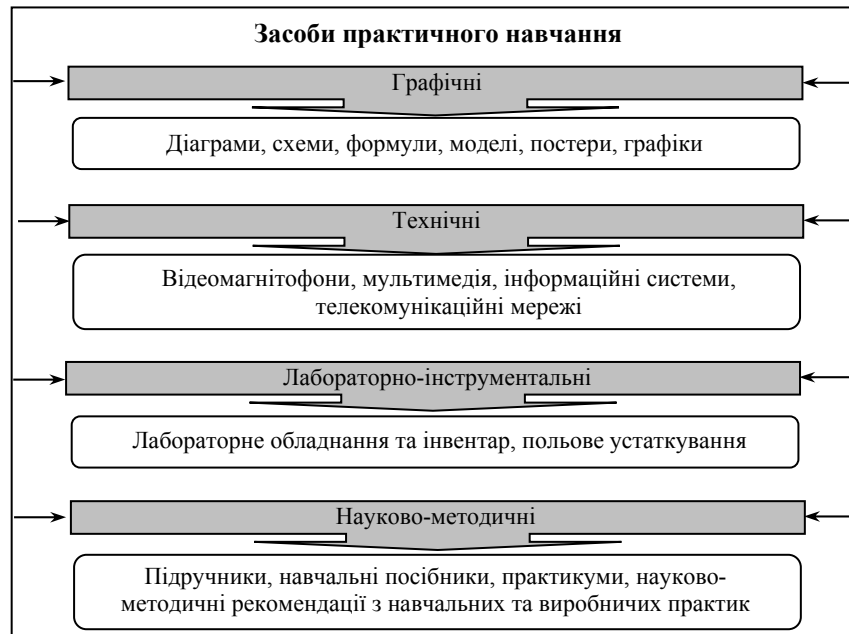 Засоби практичного навчання
Графічні
Діаграми, схеми, формули, моделі, постери, графіки
Технічні
Відеомагнітофони, мультимедія, інформаційні системи,
телекомунікаційні мережі
Лабораторно-інструментальні
Лабораторне обладнання та інвентар, польове устаткування
Науково-методичні
Підручники, навчальні посібники, практикуми, науково-
методичні рекомендації з навчальних та виробничих практик